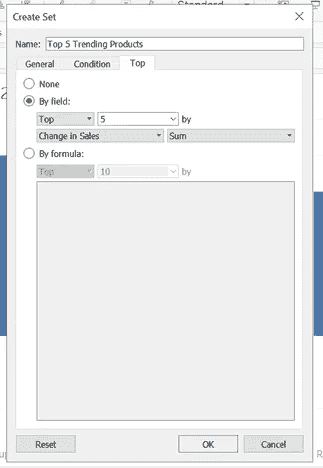 Standard
Create Set
Name: Top 5 Trending Products
General Condition Top
None
By field:
Top 5 by
Change in Sales Sum
By formula:
Top 10 by
Reset OK Cancel